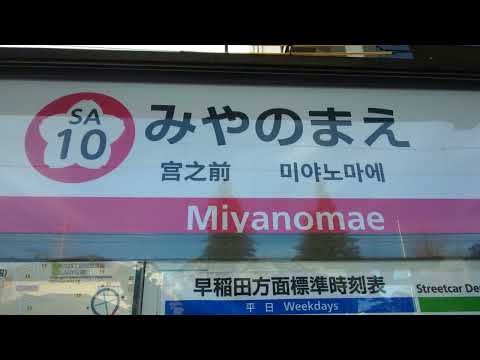 SA
10
みやのまえ
宮之前 미야노마에
Miyanomae
早稲田方面標準時刻表
平日 Weekdays
Streetcar De